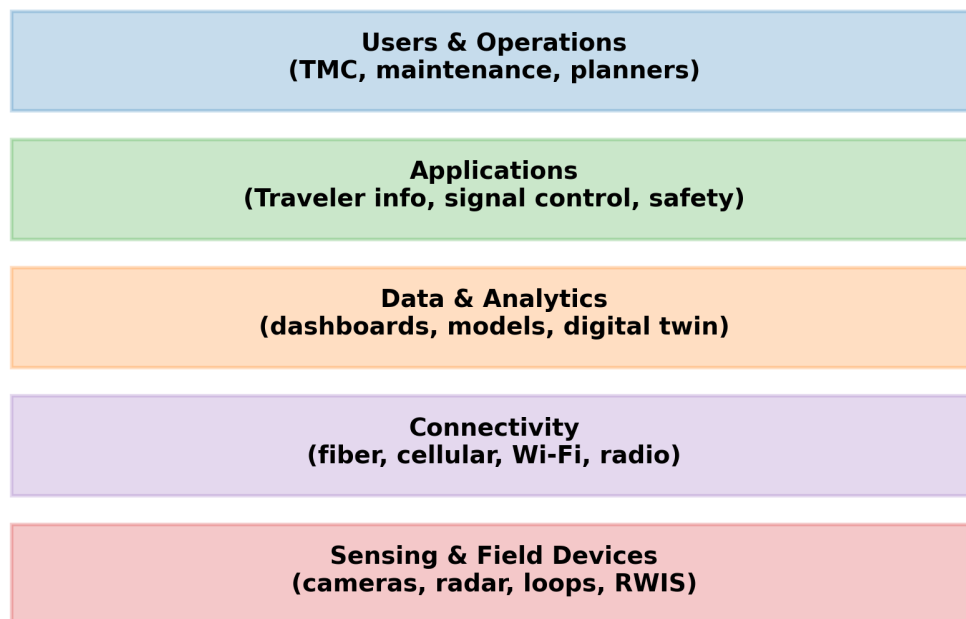 Users & Operations
(TMC, maintenance, planners)
Applications
(Traveler info, signal control, safety)
Data & Analytics
(dashboards, models, digital twin)
Connectivity
(fiber, cellular, Wi-Fi, radio)
Sensing & Field Devices
(cameras, radar, loops, RWIS)